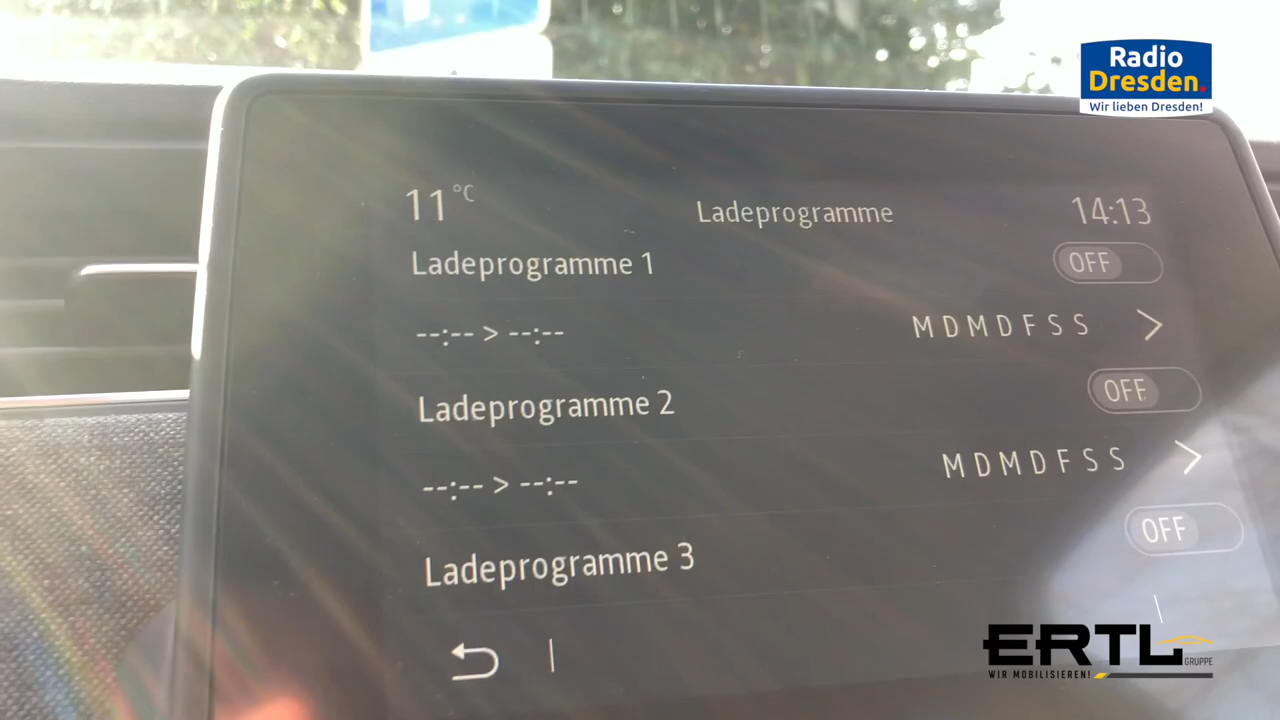 Radio
Dresden.
Wir lieben Dresden!
11 °C
Ladeprogramme
14:13
Ladeprogramme 1
OFF
--:-- > --:--
M D M D F S S
Ladeprogramme 2
OFF
--:-- > --:--
M D M D F S S
Ladeprogramme 3
OFF
ERTL
GRUPPE
WIR MOBILISIEREN!